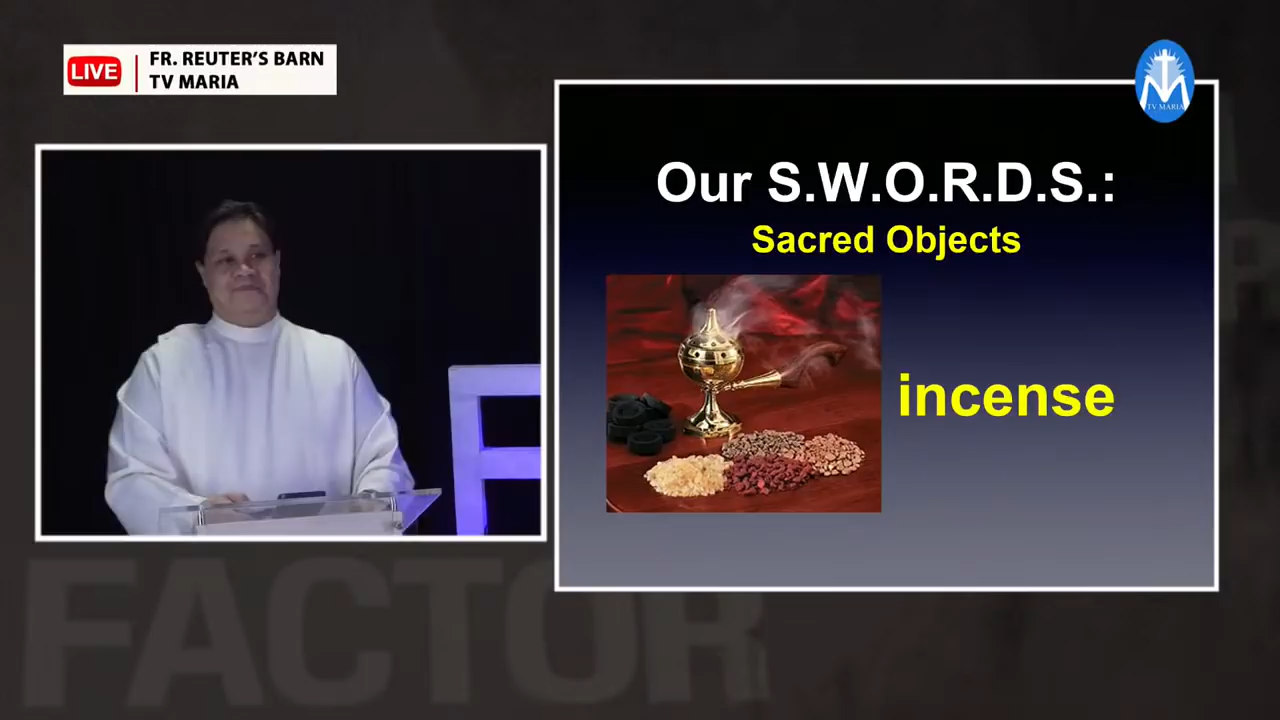 LIVE
FR. REUTER'S BARN
TV MARIA
TV MARIA
Our S.W.O.R.D.S.:
Sacred Objects
incense
FACTOR